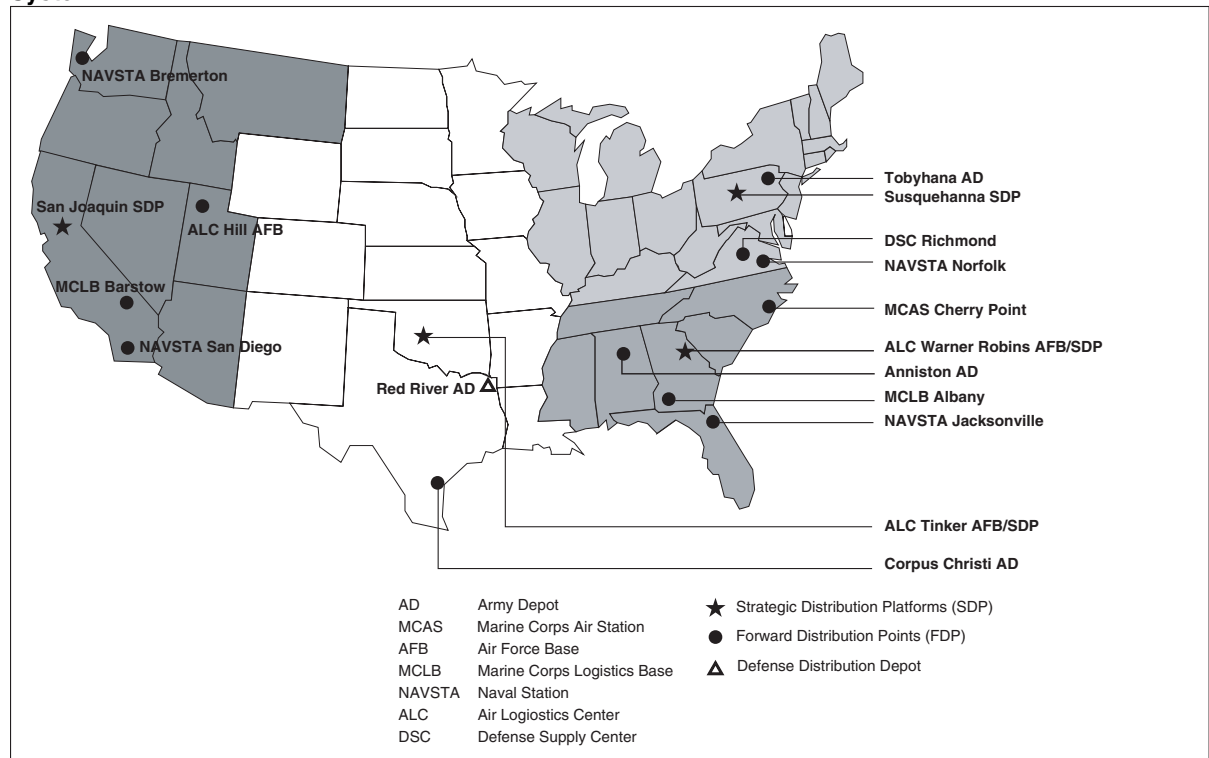 NAVSTA Bremerton
San Joaquin SDP
ALC Hill AFB
MCLB Barstow
NAVSTA San Diego
Red River AD
Tobyhana AD
Susquehanna SDP
DSC Richmond
NAVSTA Norfolk
MCAS Cherry Point
ALC Warner Robins AFB/SDP
Anniston AD
MCLB Albany
NAVSTA Jacksonville
ALC Tinker AFB/SDP
Corpus Christi AD
AD Army Depot
MCAS Marine Corps Air Station
AFB Air Force Base
MCLB Marine Corps Logistics Base
NAVSTA Naval Station
ALC Air Logiostics Center
DSC Defense Supply Center
Strategic Distribution Platforms (SDP)
Forward Distribution Points (FDP)
Defense Distribution Depot